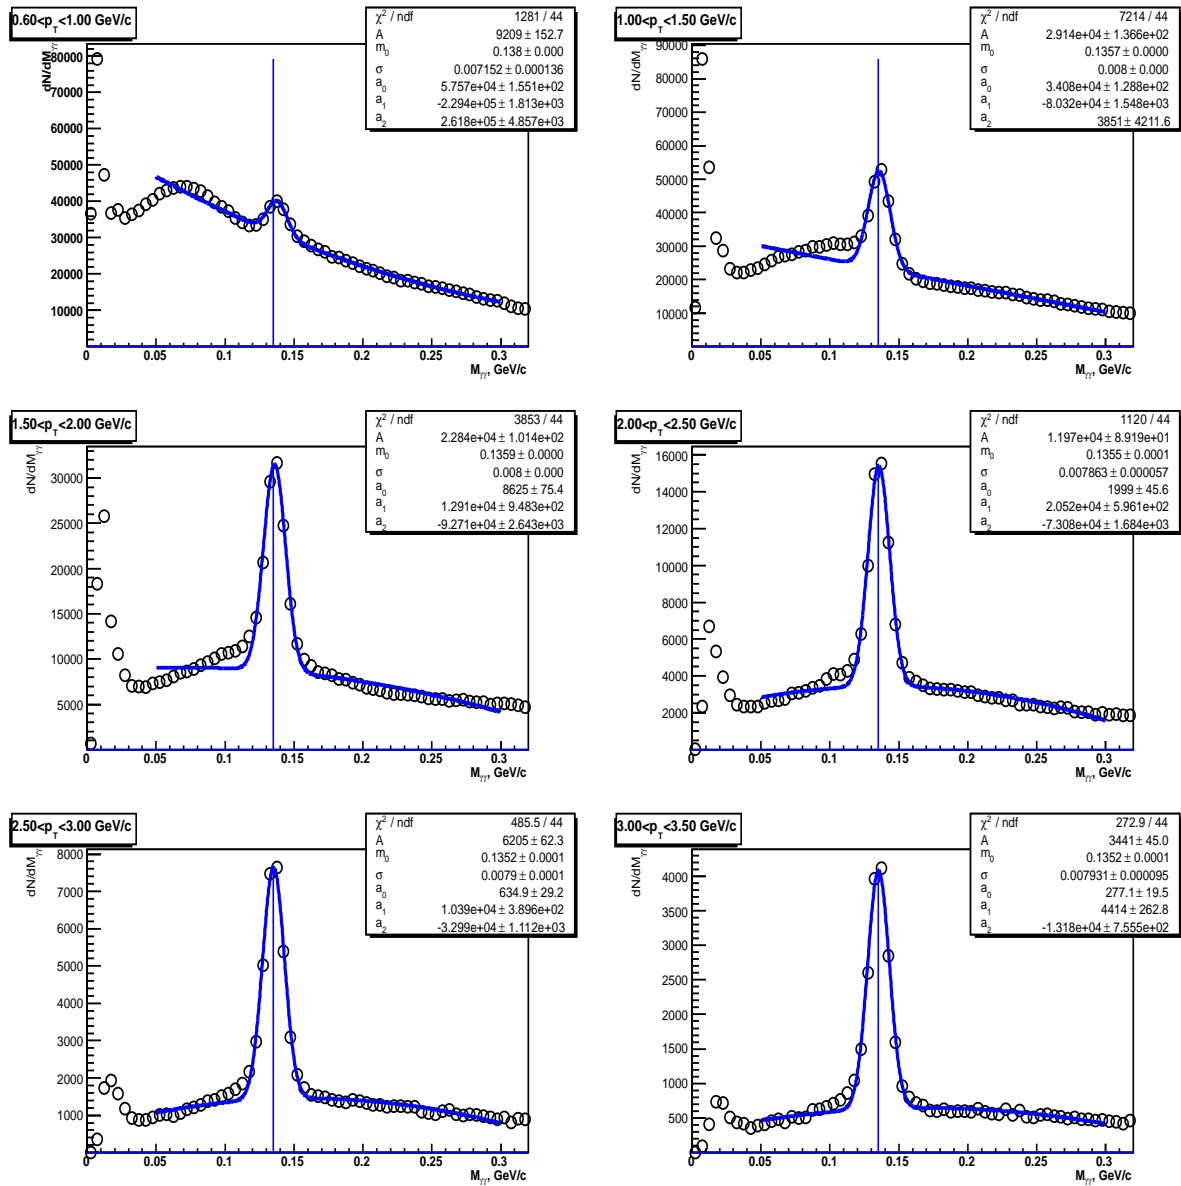 0.60<p_T<1.00 GeV/c
χ² / ndf 1281 / 44
A 9209 ± 152.7
m_0 0.138 ± 0.000
σ 0.007152 ± 0.000136
a_0 5.757e+04 ± 1.551e+02
a_1 -2.294e+05 ± 1.813e+03
a_2 2.618e+05 ± 4.857e+03
dN/dM_γγ
80000
70000
60000
50000
40000
30000
20000
10000
0 0.05 0.1 0.15 0.2 0.25 0.3
M_γγ, GeV/c
1.00<p_T<1.50 GeV/c
χ² / ndf 7214 / 44
A 2.914e+04 ± 1.366e+02
m_0 0.1357 ± 0.0000
σ 0.008 ± 0.000
a_0 3.408e+04 ± 1.288e+02
a_1 -8.032e+04 ± 1.548e+03
a_2 3851 ± 4211.6
dN/dM_γγ
90000
80000
70000
60000
50000
40000
30000
20000
10000
0 0.05 0.1 0.15 0.2 0.25 0.3
M_γγ, GeV/c
1.50<p_T<2.00 GeV/c
χ² / ndf 3853 / 44
A 2.284e+04 ± 1.014e+02
m_0 0.1359 ± 0.0000
σ 0.008 ± 0.000
a_0 8625 ± 75.4
a_1 1.291e+04 ± 9.483e+02
a_2 -9.271e+04 ± 2.643e+03
dN/dM_γγ
30000
25000
20000
15000
10000
5000
0 0.05 0.1 0.15 0.2 0.25 0.3
M_γγ, GeV/c
2.00<p_T<2.50 GeV/c
χ² / ndf 1120 / 44
A 1.197e+04 ± 8.919e+01
m_0 0.1355 ± 0.0001
σ 0.007863 ± 0.000057
a_0 1999 ± 45.6
a_1 2.052e+04 ± 5.961e+02
a_2 -7.308e+04 ± 1.684e+03
dN/dM_γγ
16000
14000
12000
10000
8000
6000
4000
2000
0 0.05 0.1 0.15 0.2 0.25 0.3
M_γγ, GeV/c
2.50<p_T<3.00 GeV/c
χ² / ndf 485.5 / 44
A 6205 ± 62.3
m_0 0.1352 ± 0.0001
σ 0.0079 ± 0.0001
a_0 634.9 ± 29.2
a_1 1.039e+04 ± 3.896e+02
a_2 -3.299e+04 ± 1.112e+03
dN/dM_γγ
8000
7000
6000
5000
4000
3000
2000
1000
0 0.05 0.1 0.15 0.2 0.25 0.3
M_γγ, GeV/c
3.00<p_T<3.50 GeV/c
χ² / ndf 272.9 / 44
A 3441 ± 45.0
m_0 0.1352 ± 0.0001
σ 0.007931 ± 0.000095
a_0 277.1 ± 19.5
a_1 4414 ± 262.8
a_2 -1.318e+04 ± 7.555e+02
dN/dM_γγ
4000
3500
3000
2500
2000
1500
1000
500
0 0.05 0.1 0.15 0.2 0.25 0.3
M_γγ, GeV/c